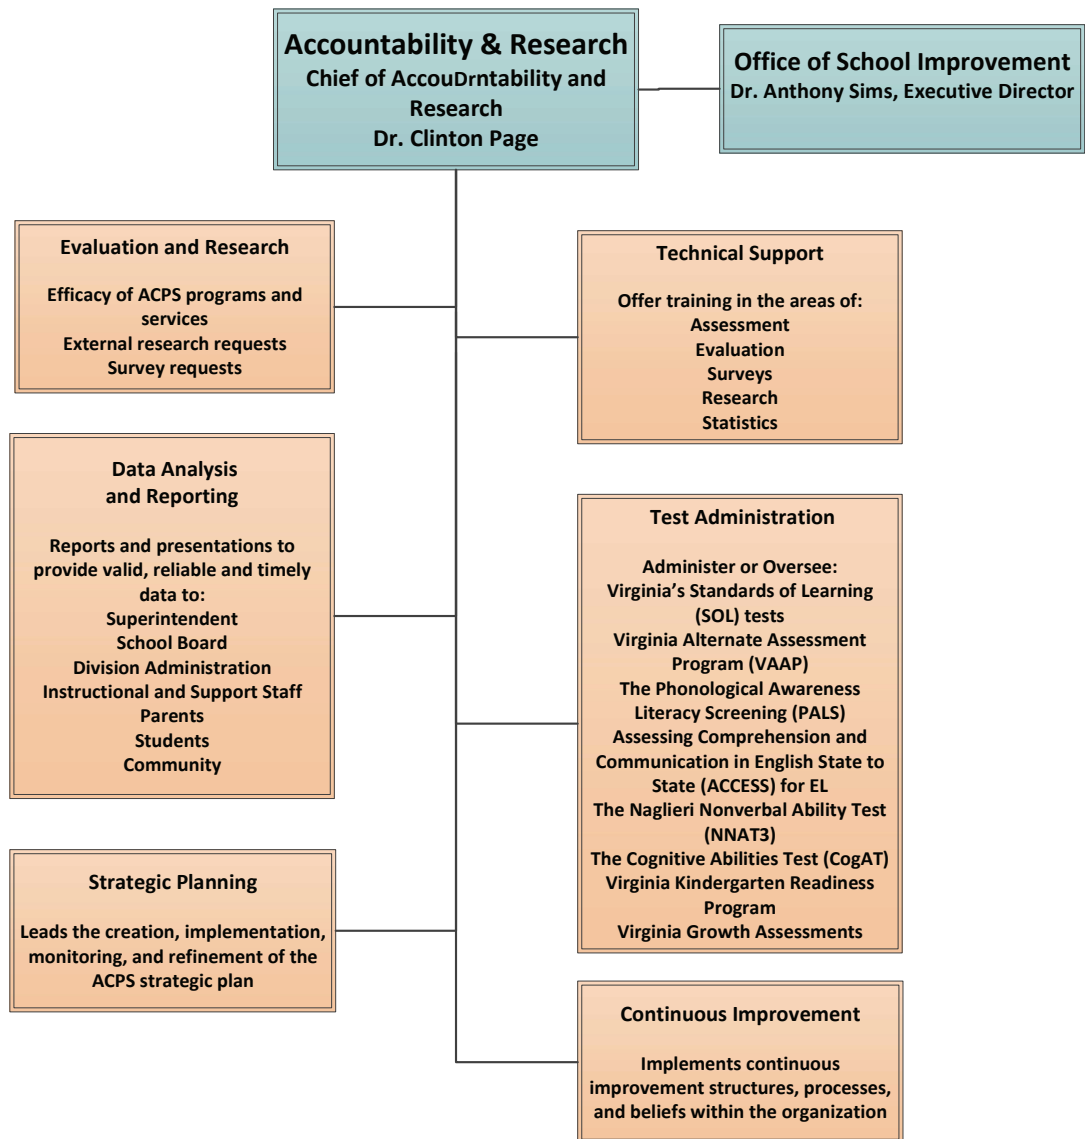 Accountability & Research
Chief of AccouDrntability and
Research
Dr. Clinton Page
Office of School Improvement
Dr. Anthony Sims, Executive Director
Evaluation and Research
Efficacy of ACPS programs and
services
External research requests
Survey requests
Technical Support
Offer training in the areas of:
Assessment
Evaluation
Surveys
Research
Statistics
Data Analysis
and Reporting
Reports and presentations to
provide valid, reliable and timely
data to:
Superintendent
School Board
Division Administration
Instructional and Support Staff
Parents
Students
Community
Test Administration
Administer or Oversee:
Virginia’s Standards of Learning
(SOL) tests
Virginia Alternate Assessment
Program (VAAP)
The Phonological Awareness
Literacy Screening (PALS)
Assessing Comprehension and
Communication in English State to
State (ACCESS) for EL
The Naglieri Nonverbal Ability Test
(NNAT3)
The Cognitive Abilities Test (CogAT)
Virginia Kindergarten Readiness
Program
Virginia Growth Assessments
Strategic Planning
Leads the creation, implementation,
monitoring, and refinement of the
ACPS strategic plan
Continuous Improvement
Implements continuous
improvement structures, processes,
and beliefs within the organization